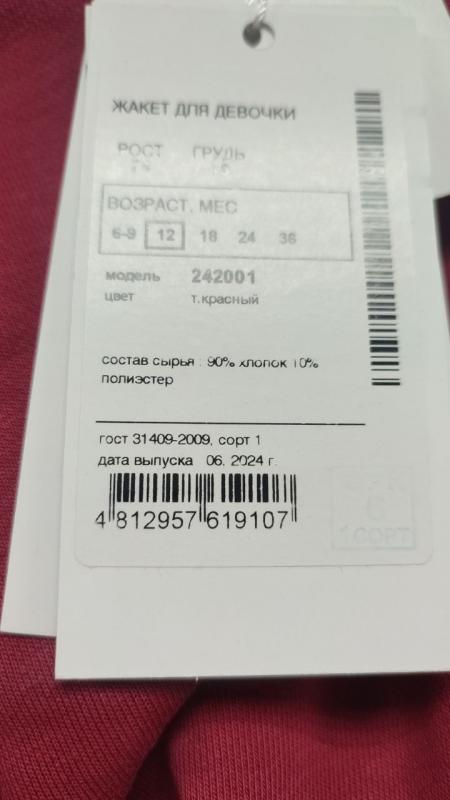 ЖАКЕТ ДЛЯ ДЕВОЧКИ
РОСТ ГРУДЬ
ВОЗРАСТ, МЕС
6-9 12 18 24 36
модель 242001
цвет т.красный
состав сырья : 90% хлопок 10%
полиэстер
гост 31409-2009, сорт 1
дата выпуска 06. 2024 г.
4 812957 619107
1 СОРТ